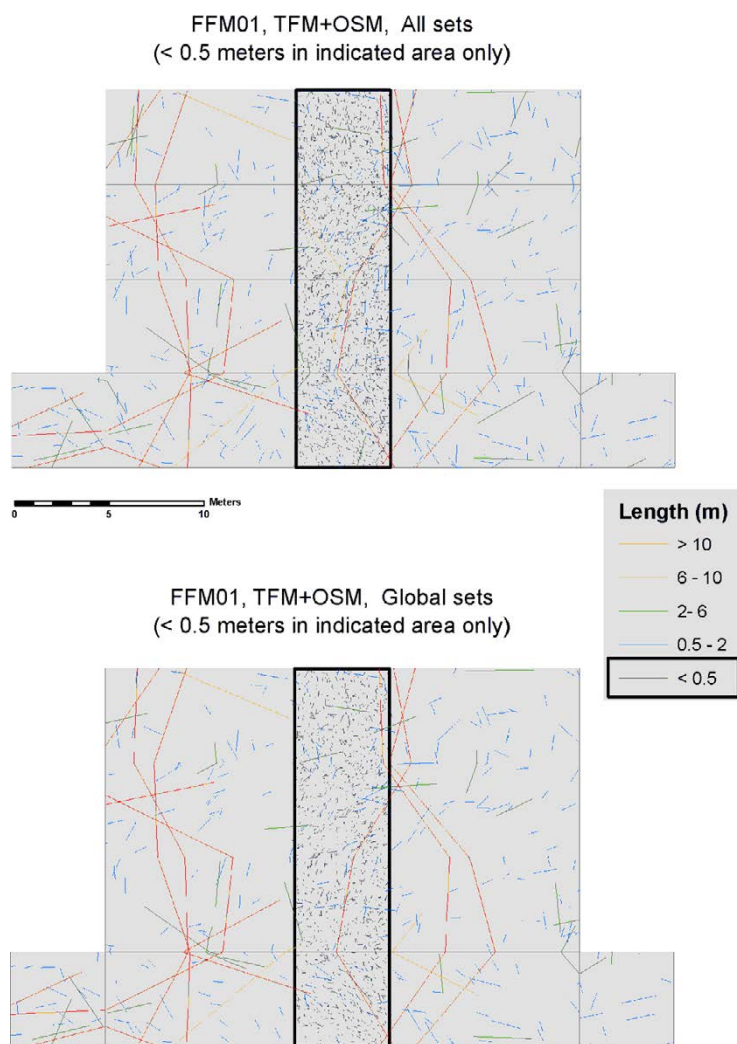 FFM01, TFM+OSM, All sets
(< 0.5 meters in indicated area only)
Meters
0 5 10
Length (m)
> 10
6 - 10
2- 6
0.5 - 2
< 0.5
FFM01, TFM+OSM, Global sets
(< 0.5 meters in indicated area only)